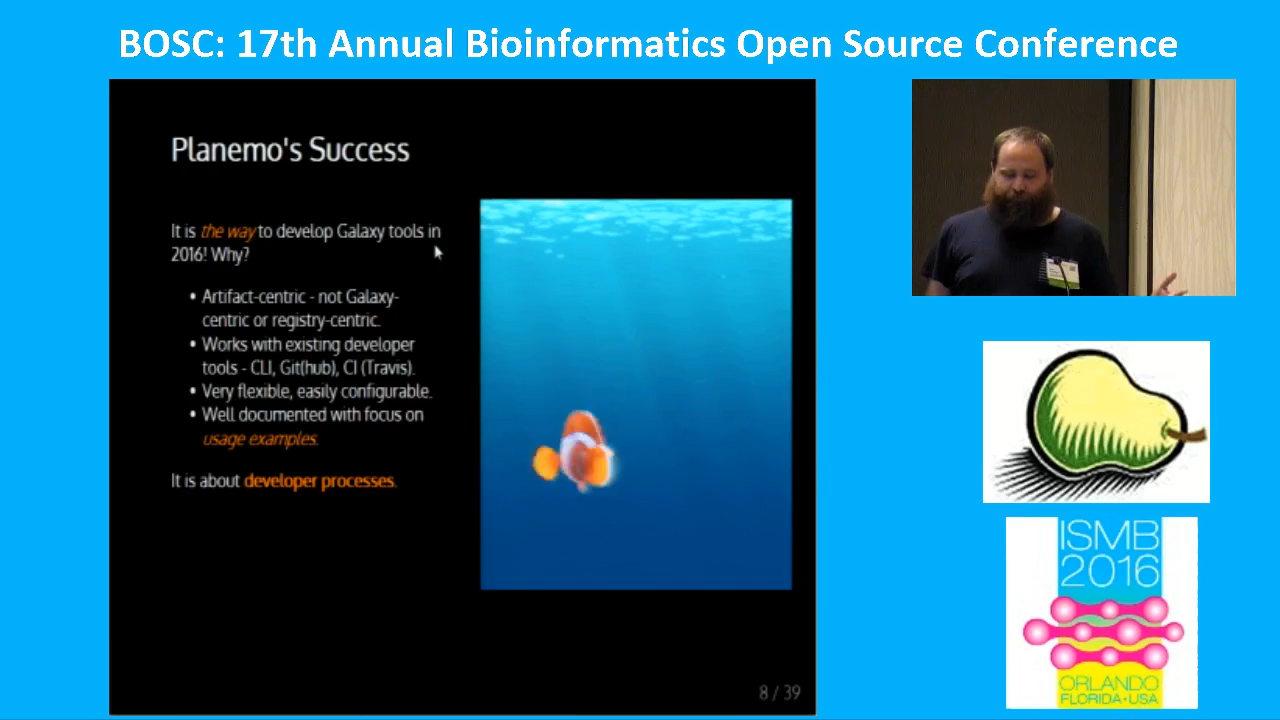 BOSC: 17th Annual Bioinformatics Open Source Conference
Planemo's Success
It is the way to develop Galaxy tools in
2016! Why?
• Artifact-centric - not Galaxy-
centric or registry-centric.
• Works with existing developer
tools - CLI, Git(hub), CI (Travis).
• Very flexible, easily configurable.
• Well documented with focus on
usage examples.
It is about developer processes.
8 / 39
ISMB
2016
ORLANDO
FLORIDA • USA